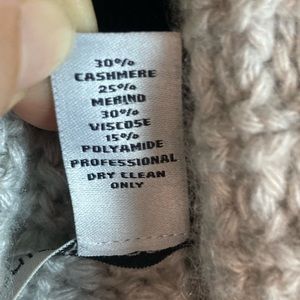 30%
CASHMERE
25%
MERINO
30%
VISCOSE
15%
POLYAMIDE
PROFESSIONAL
DRY CLEAN
ONLY